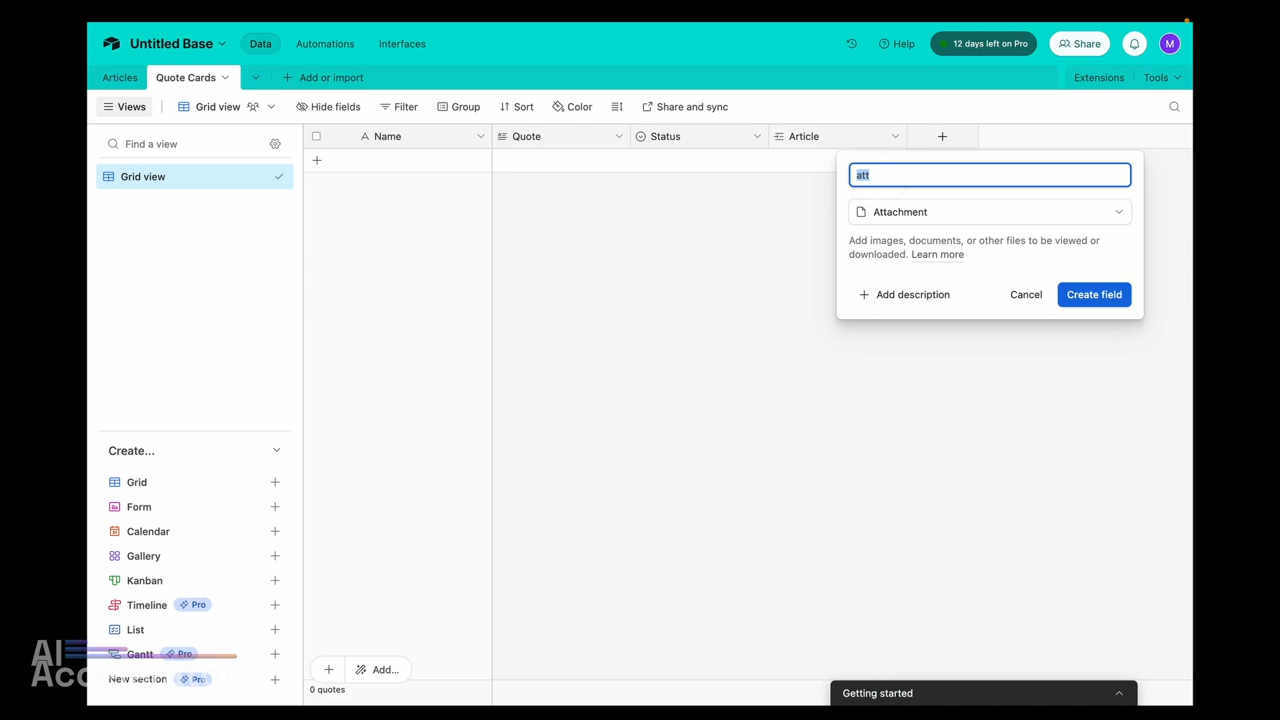 Untitled Base
Data
Automations
Interfaces
Help
12 days left on Pro
Share
M
Articles
Quote Cards
Add or import
Extensions
Tools
Views
Grid view
Hide fields
Filter
Group
Sort
Color
Share and sync
Find a view
Grid view
Name
Quote
Status
Article
att
Attachment
Add images, documents, or other files to be viewed or
downloaded. Learn more
Add description
Cancel
Create field
Create...
Grid
Form
Calendar
Gallery
Kanban
Timeline Pro
List
Gantt Pro
New section Pro
AI
Add...
0 quotes
Getting started